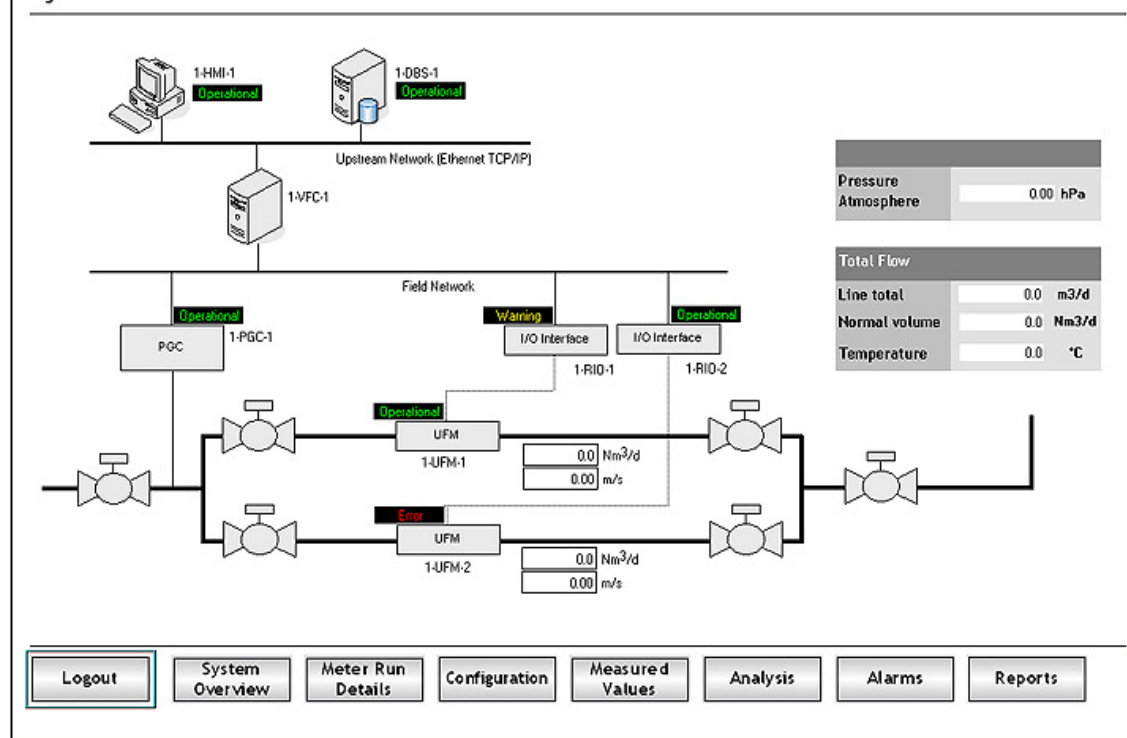 1-HMI-1
Operational
1-DBS-1
Operational
Upstream Network (Ethernet TCP/IP)
1-VFC-1
Pressure
Atmosphere
0.00 hPa
Total Flow
Line total 0.0 m3/d
Normal volume 0.0 Nm3/d
Temperature 0.0 °C
Field Network
Operational
PGC
1-PGC-1
Warning
I/O Interface
1-RIO-1
Operational
I/O Interface
1-RIO-2
Operational
UFM
1-UFM-1
0.0 Nm3/d
0.00 m/s
Error
UFM
1-UFM-2
0.0 Nm3/d
0.00 m/s
Logout
System
Overview
Meter Run
Details
Configuration
Measured
Values
Analysis
Alarms
Reports